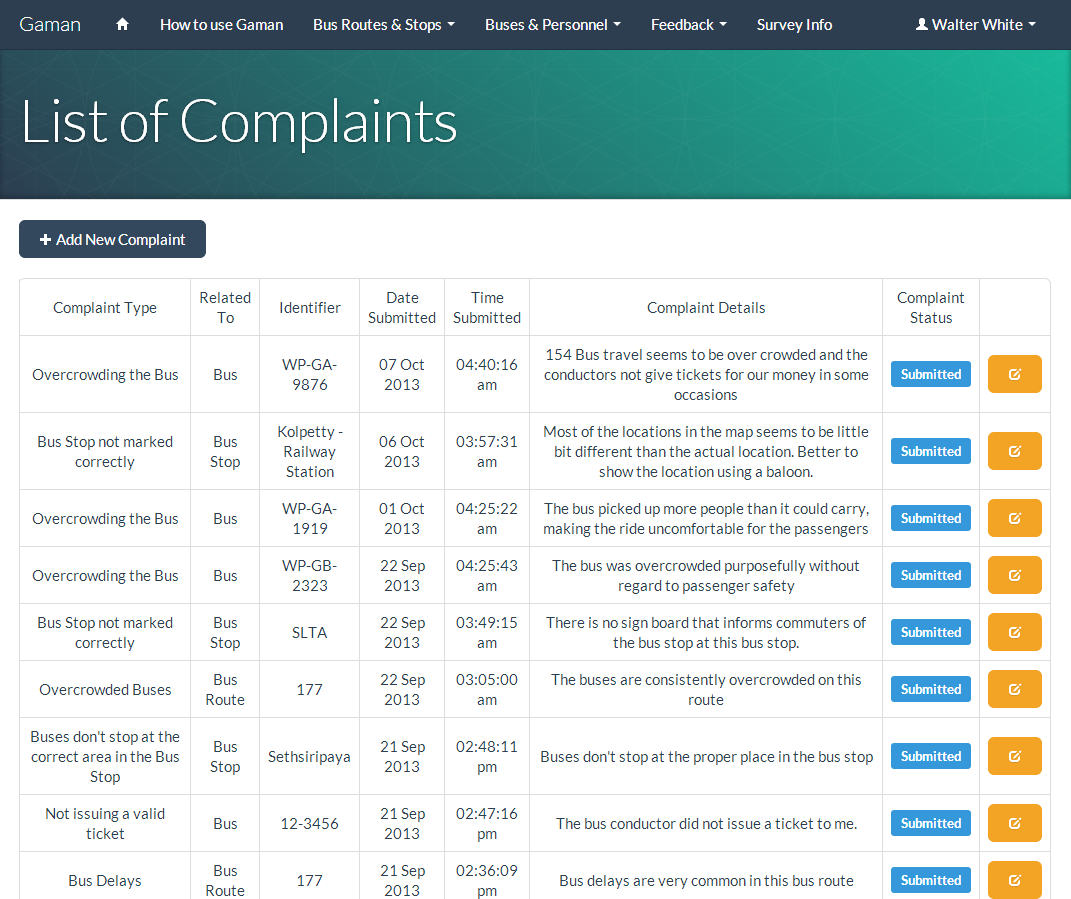 Gaman How to use Gaman Bus Routes & Stops Buses & Personnel Feedback Survey Info Walter White
List of Complaints
Add New Complaint
Complaint Type
Related
To
Identifier
Date
Submitted
Time
Submitted
Complaint Details
Complaint
Status
Overcrowding the Bus
Bus
WP-GA-
9876
07 Oct
2013
04:40:16
am
154 Bus travel seems to be over crowded and the
conductors not give tickets for our money in some
occasions
Submitted
Bus Stop not marked
correctly
Bus
Stop
Kolpetty -
Railway
Station
06 Oct
2013
03:57:31
am
Most of the locations in the map seems to be little
bit different than the actual location. Better to
show the location using a baloon.
Submitted
Overcrowding the Bus
Bus
WP-GA-
1919
01 Oct
2013
04:25:22
am
The bus picked up more people than it could carry,
making the ride uncomfortable for the passengers
Submitted
Overcrowding the Bus
Bus
WP-GB-
2323
22 Sep
2013
04:25:43
am
The bus was overcrowded purposefully without
regard to passenger safety
Submitted
Bus Stop not marked
correctly
Bus
Stop
SLTA
22 Sep
2013
03:49:15
am
There is no sign board that informs commuters of
the bus stop at this bus stop.
Submitted
Overcrowded Buses
Bus
Route
177
22 Sep
2013
03:05:00
am
The buses are consistently overcrowded on this
route
Submitted
Buses don't stop at the
correct area in the Bus
Stop
Bus
Stop
Sethsiripaya
21 Sep
2013
02:48:11
pm
Buses don't stop at the proper place in the bus stop
Submitted
Not issuing a valid
ticket
Bus
12-3456
21 Sep
2013
02:47:16
pm
The bus conductor did not issue a ticket to me.
Submitted
Bus Delays
Bus
Route
177
21 Sep
2013
02:36:09
pm
Bus delays are very common in this bus route
Submitted